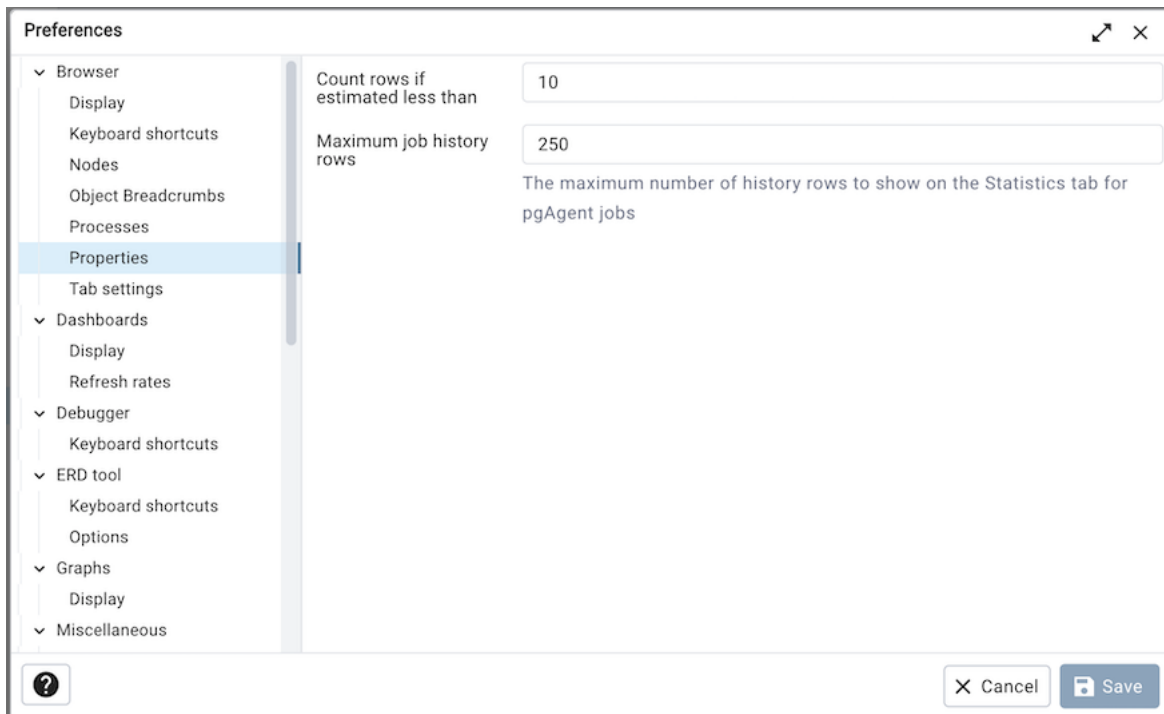 Preferences
Browser
Display
Keyboard shortcuts
Nodes
Object Breadcrumbs
Processes
Properties
Tab settings
Dashboards
Display
Refresh rates
Debugger
Keyboard shortcuts
ERD tool
Keyboard shortcuts
Options
Graphs
Display
Miscellaneous
Count rows if
estimated less than
10
Maximum job history
rows
250
The maximum number of history rows to show on the Statistics tab for
pgAgent jobs
Cancel
Save